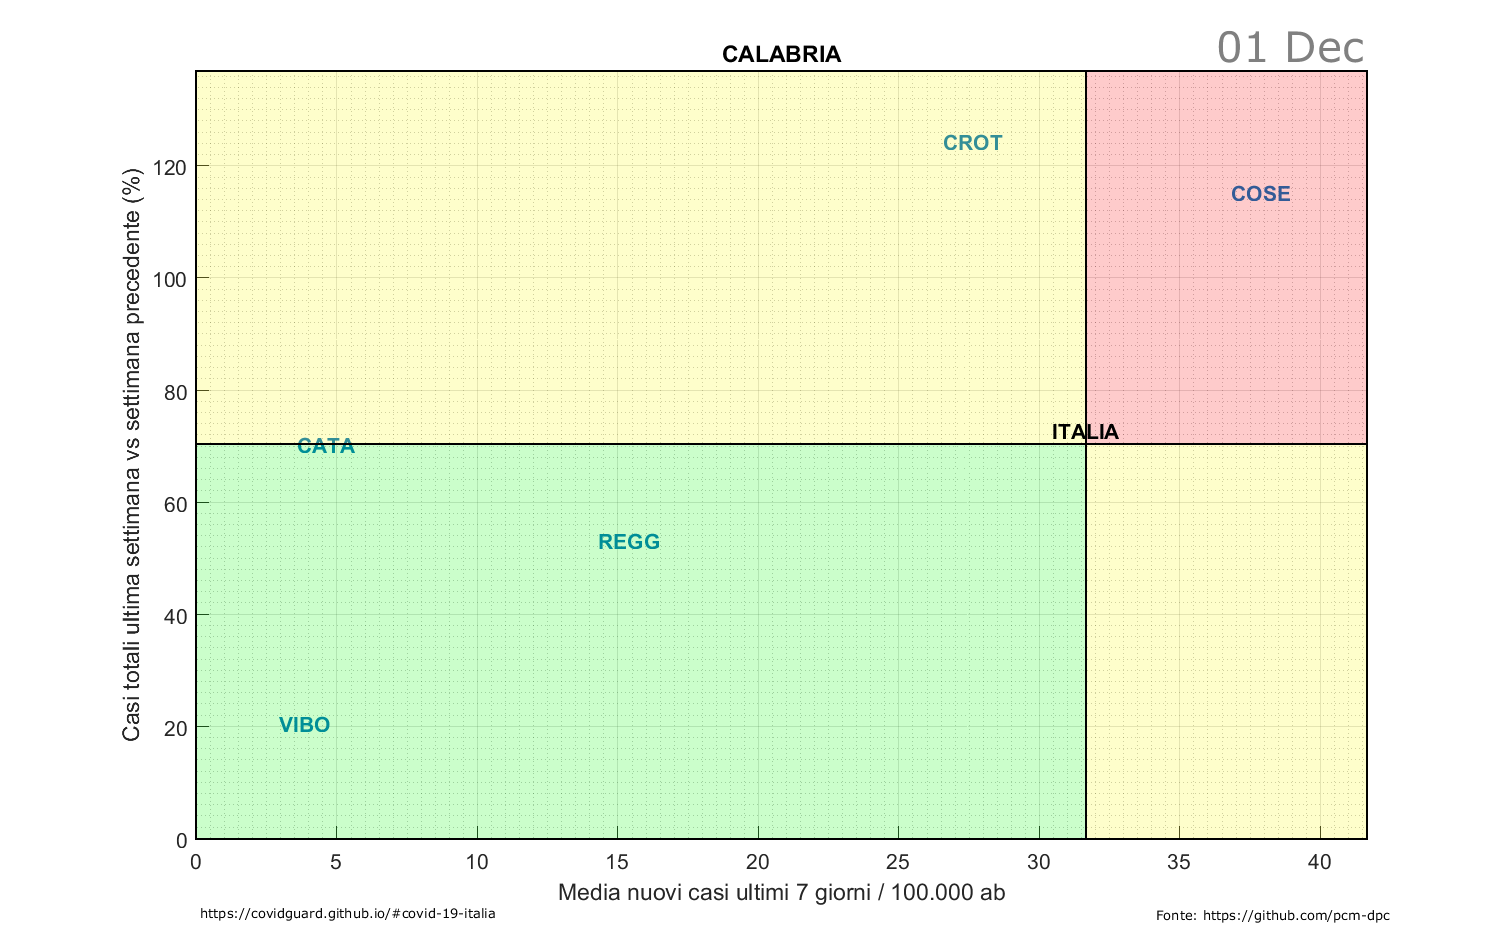 CALABRIA
01 Dec
Casi totali ultima settimana vs settimana precedente (%)
120
100
80
60
40
20
0
CROT
COSE
ITALIA
CATA
REGG
VIBO
0 5 10 15 20 25 30 35 40
Media nuovi casi ultimi 7 giorni / 100.000 ab
https://covidguard.github.io/#covid-19-italia
Fonte: https://github.com/pcm-dpc